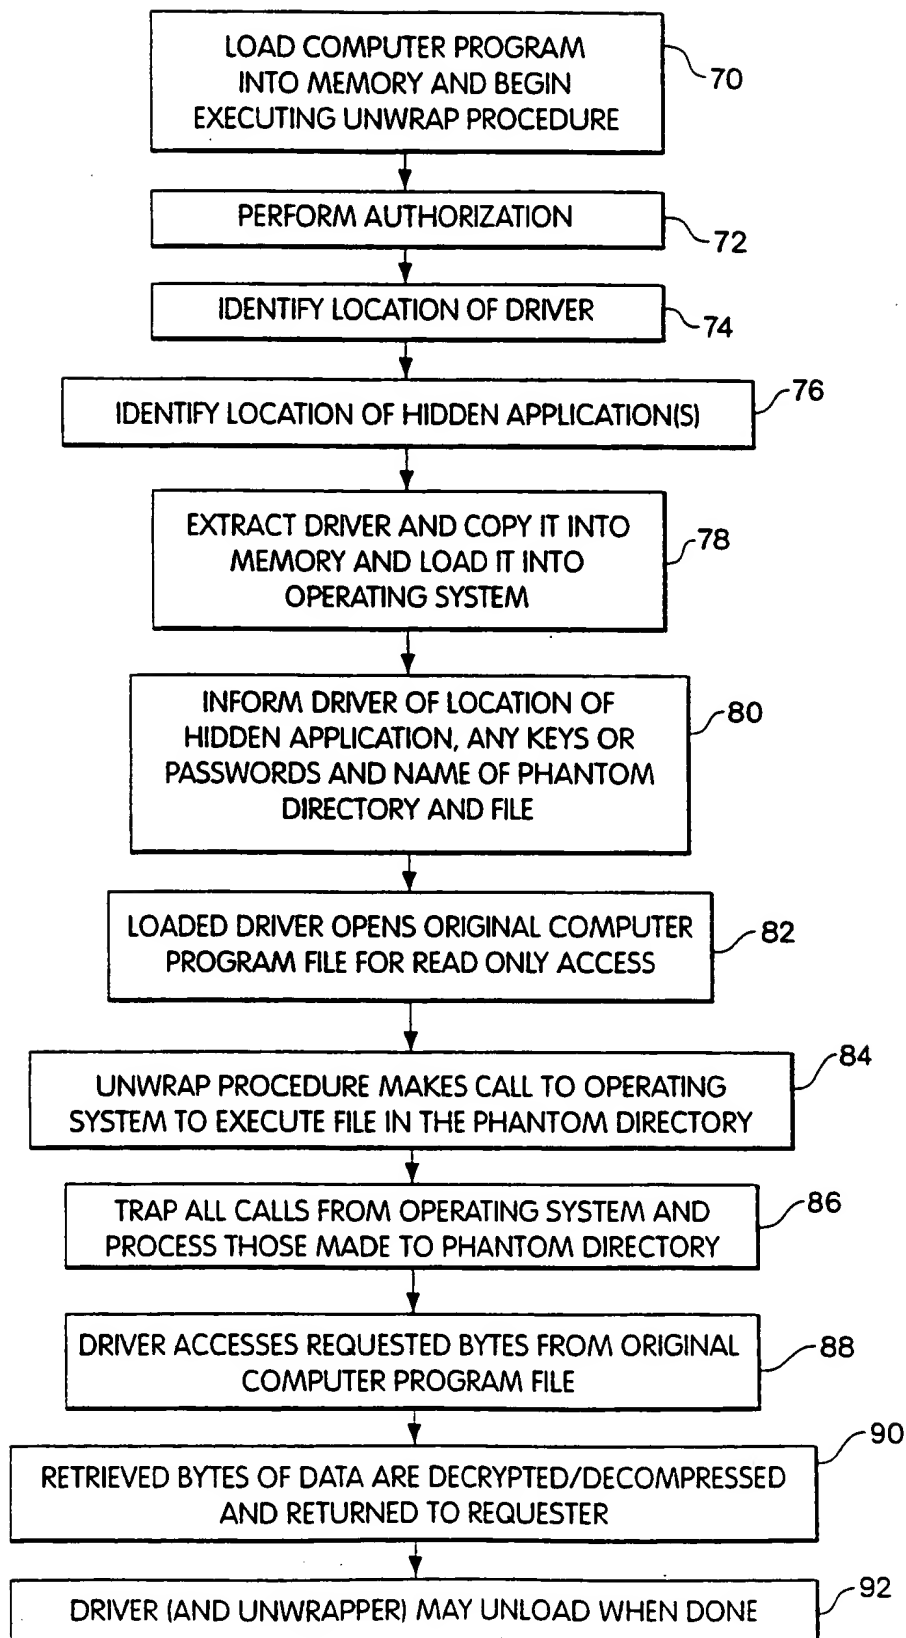 LOAD COMPUTER PROGRAM
INTO MEMORY AND BEGIN
EXECUTING UNWRAP PROCEDURE
70
PERFORM AUTHORIZATION
72
IDENTIFY LOCATION OF DRIVER
74
IDENTIFY LOCATION OF HIDDEN APPLICATION(S)
76
EXTRACT DRIVER AND COPY IT INTO
MEMORY AND LOAD IT INTO
OPERATING SYSTEM
78
INFORM DRIVER OF LOCATION OF
HIDDEN APPLICATION, ANY KEYS OR
PASSWORDS AND NAME OF PHANTOM
DIRECTORY AND FILE
80
LOADED DRIVER OPENS ORIGINAL COMPUTER
PROGRAM FILE FOR READ ONLY ACCESS
82
UNWRAP PROCEDURE MAKES CALL TO OPERATING
SYSTEM TO EXECUTE FILE IN THE PHANTOM DIRECTORY
84
TRAP ALL CALLS FROM OPERATING SYSTEM AND
PROCESS THOSE MADE TO PHANTOM DIRECTORY
86
DRIVER ACCESSES REQUESTED BYTES FROM ORIGINAL
COMPUTER PROGRAM FILE
88
RETRIEVED BYTES OF DATA ARE DECRYPTED/DECOMPRESSED
AND RETURNED TO REQUESTER
90
DRIVER (AND UNWRAPPER) MAY UNLOAD WHEN DONE
92